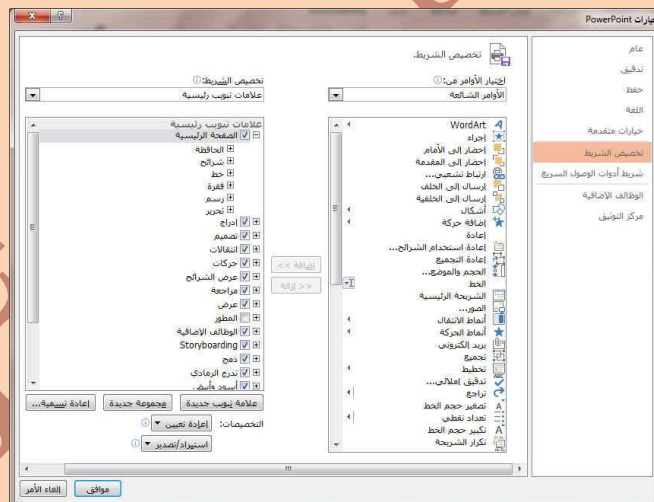 خيارات PowerPoint
عام
تدقيق
حفظ
اللغة
خيارات متقدمة
تخصيص الشريط
شريط أدوات الوصول السريع
الوظائف الإضافية
مركز التوثيق
تخصيص الشريط.
اختيار الأوامر من:
الأوامر الشائعة
WordArt
إجراء
إحضار إلى الأمام
إحضار إلى المقدمة
ارتباط تشعبي...
إرسال إلى الخلف
إرسال إلى الخلفية
أشكال
إضافة حركة
إعادة
إعادة استخدام الشرائح...
إعادة التجميع
الحجم والموضع...
الخط
الشريحة الرئيسية
الصور...
أنماط الانتقال
أنماط الحركة
بريد إلكتروني
تجميع
تخطيط
تدقيق إملائي...
تراجع
تصغير حجم الخط
تعداد نقطي
تكبير حجم الخط
تكرار الشريحة
إضافة >>
<< إزالة
تخصيص الشريط:
علامات تبويب رئيسية
علامات تبويب رئيسية
الصفحة الرئيسية
الحافظة
شرائح
خط
فقرة
رسم
تحرير
إدراج
تصميم
انتقالات
حركات
عرض الشرائح
مراجعة
عرض
المطور
الوظائف الإضافية
Storyboarding
دمج
تدرج الرمادي
أسود وأبيض
علامة تبويب جديدة
مجموعة جديدة
إعادة تسمية...
التخصيصات:
إعادة تعيين
استيراد/تصدير
موافق
إلغاء الأمر